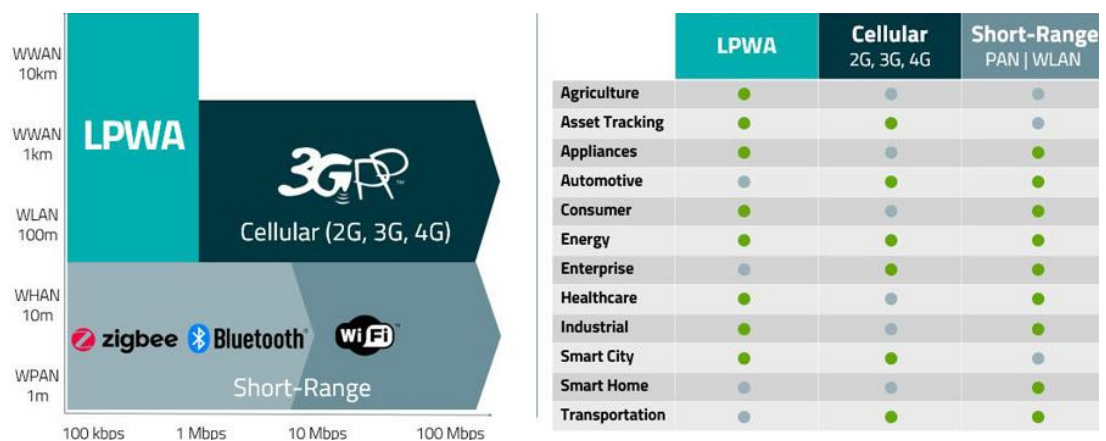 WWAN
10km
WWAN
1km
WLAN
100m
WHAN
10m
WPAN
1m
LPWA
3GPP™
Cellular (2G, 3G, 4G)
zigbee
Bluetooth®
WiFi™
Short-Range
100 kbps 1 Mbps 10 Mbps 100 Mbps
LPWA
Cellular
2G, 3G, 4G
Short-Range
PAN | WLAN
Agriculture
Asset Tracking
Appliances
Automotive
Consumer
Energy
Enterprise
Healthcare
Industrial
Smart City
Smart Home
Transportation